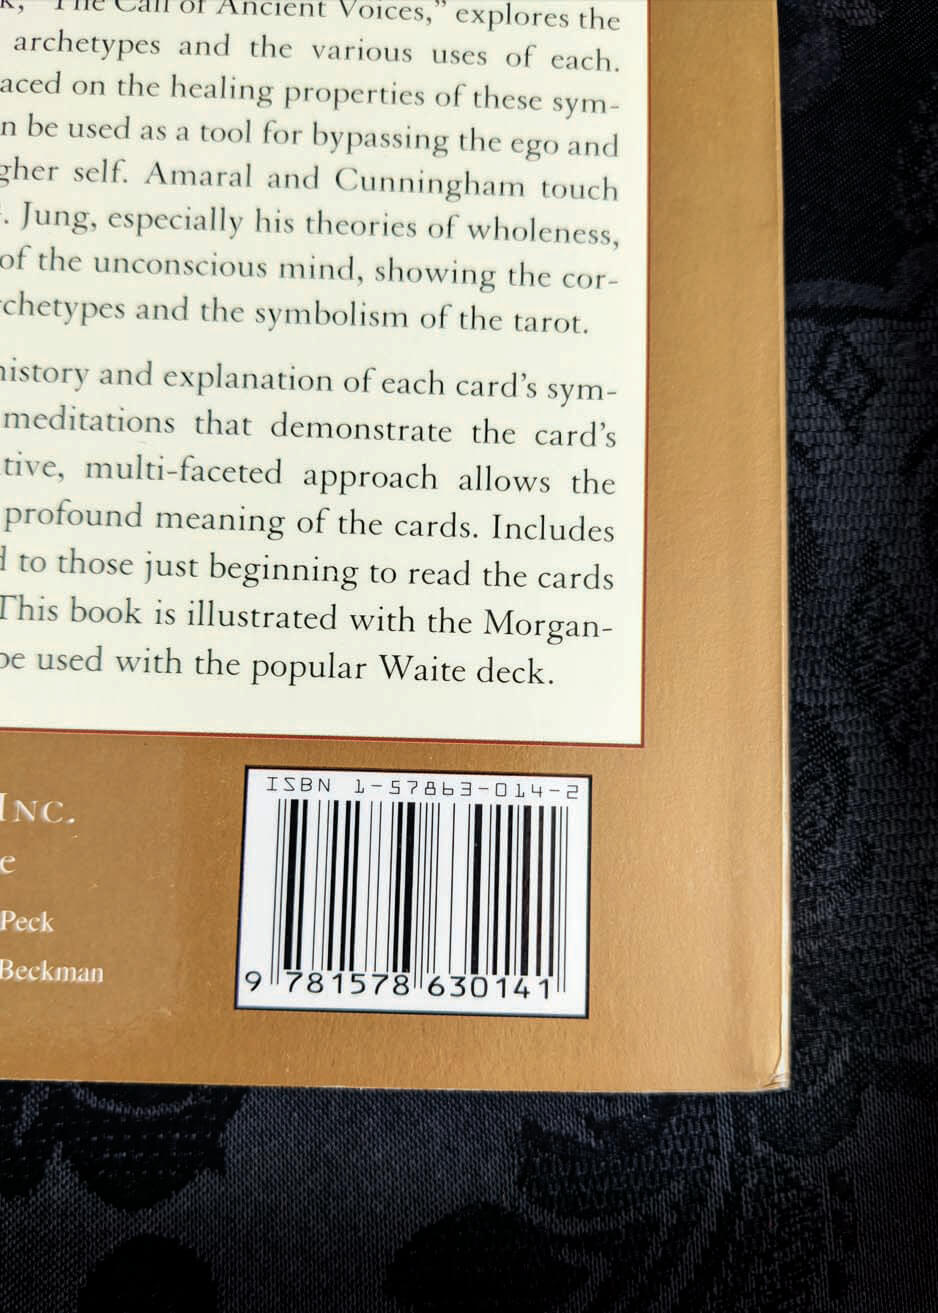 "The Call of Ancient Voices," explores the
archetypes and the various uses of each.
aced on the healing properties of these sym-
n be used as a tool for bypassing the ego and
gher self. Amaral and Cunningham touch
. Jung, especially his theories of wholeness,
of the unconscious mind, showing the cor-
chetypes and the symbolism of the tarot.
history and explanation of each card's sym-
meditations that demonstrate the card's
tive, multi-faceted approach allows the
profound meaning of the cards. Includes
d to those just beginning to read the cards
This book is illustrated with the Morgan-
be used with the popular Waite deck.
INC.
e
Peck
Beckman
ISBN 1-57863-014-2
9 781578 630141